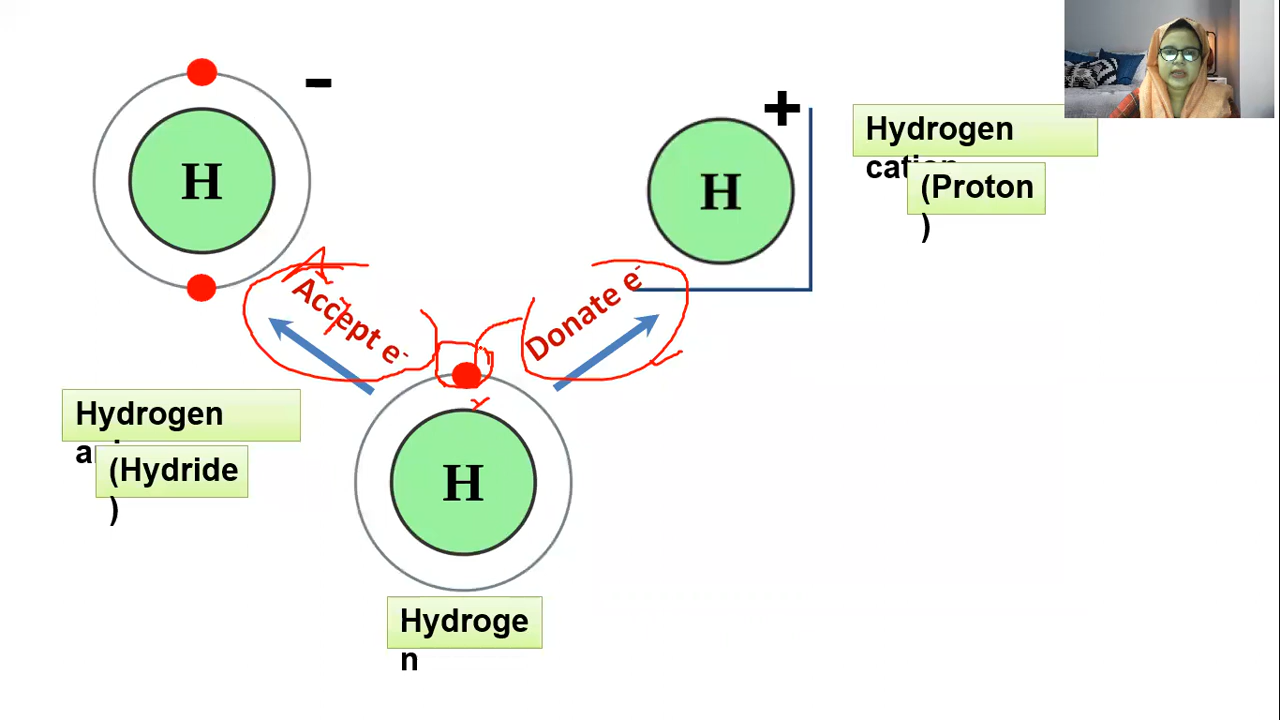 -
H
+
H
Hydrogen
(Proton
)
Accept e-
Donate e-
Hydrogen
(Hydride
)
H
Hydroge
n